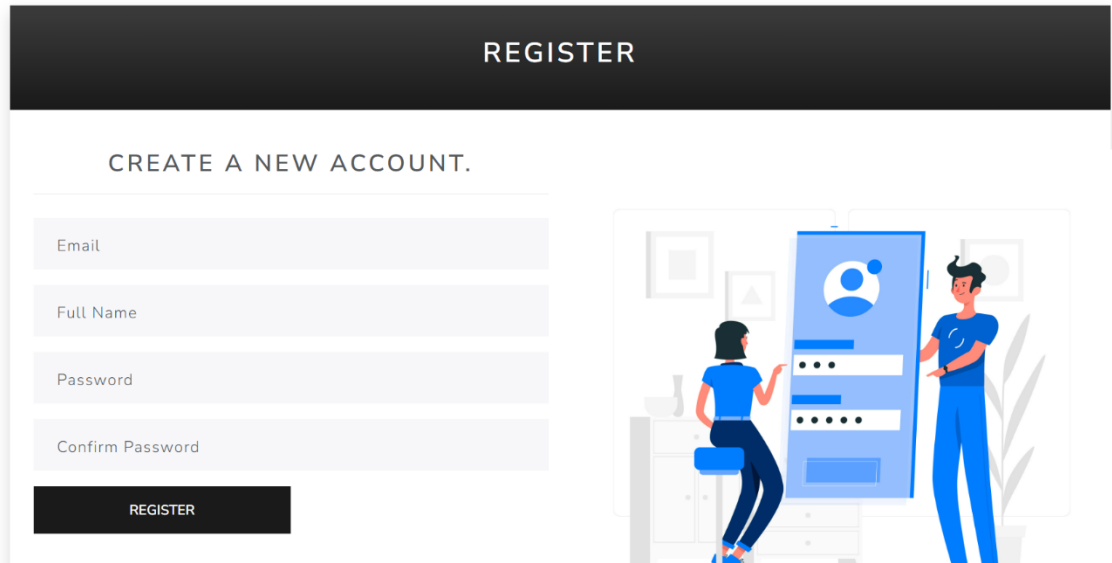 REGISTER
CREATE A NEW ACCOUNT.
Email
Full Name
Password
Confirm Password
REGISTER